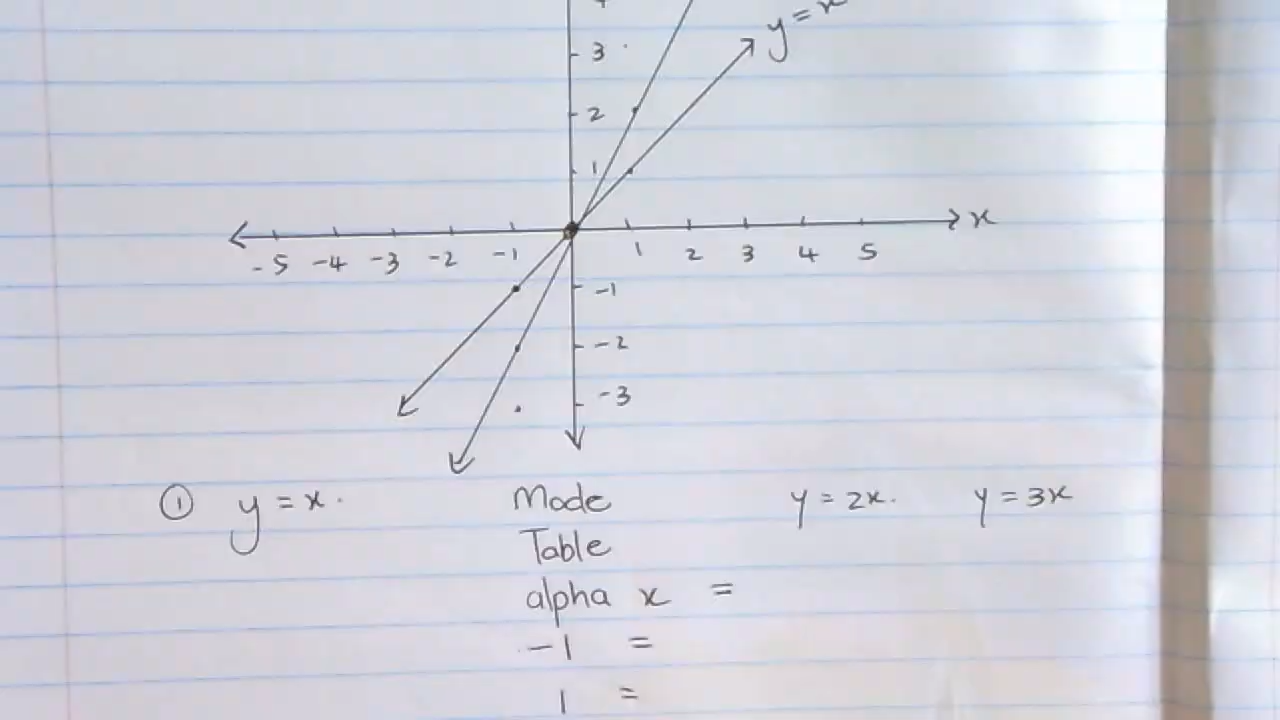 4
3
y = x
2
1
x
-5 -4 -3 -2 -1 1 2 3 4 5
-1
-2
-3
① y = x. Mode y = 2x. y = 3x
Table
alpha x =
-1 =
1 =